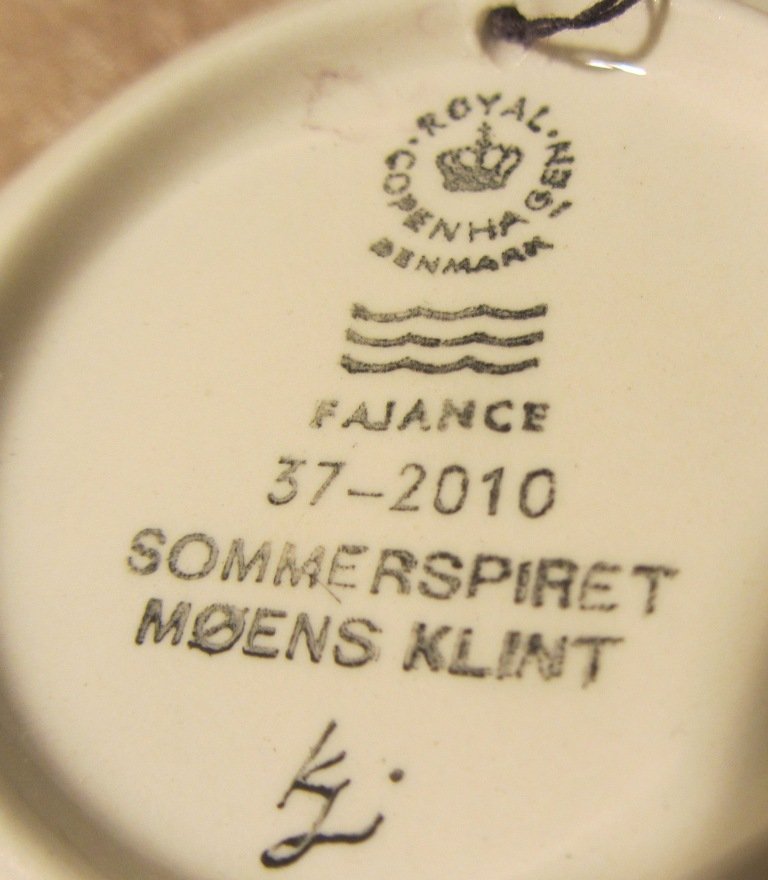 ROYAL · COPENHAGEN ·
DENMARK
FAJANCE
37-2010
SOMMERSPIRET
MØENS KLINT